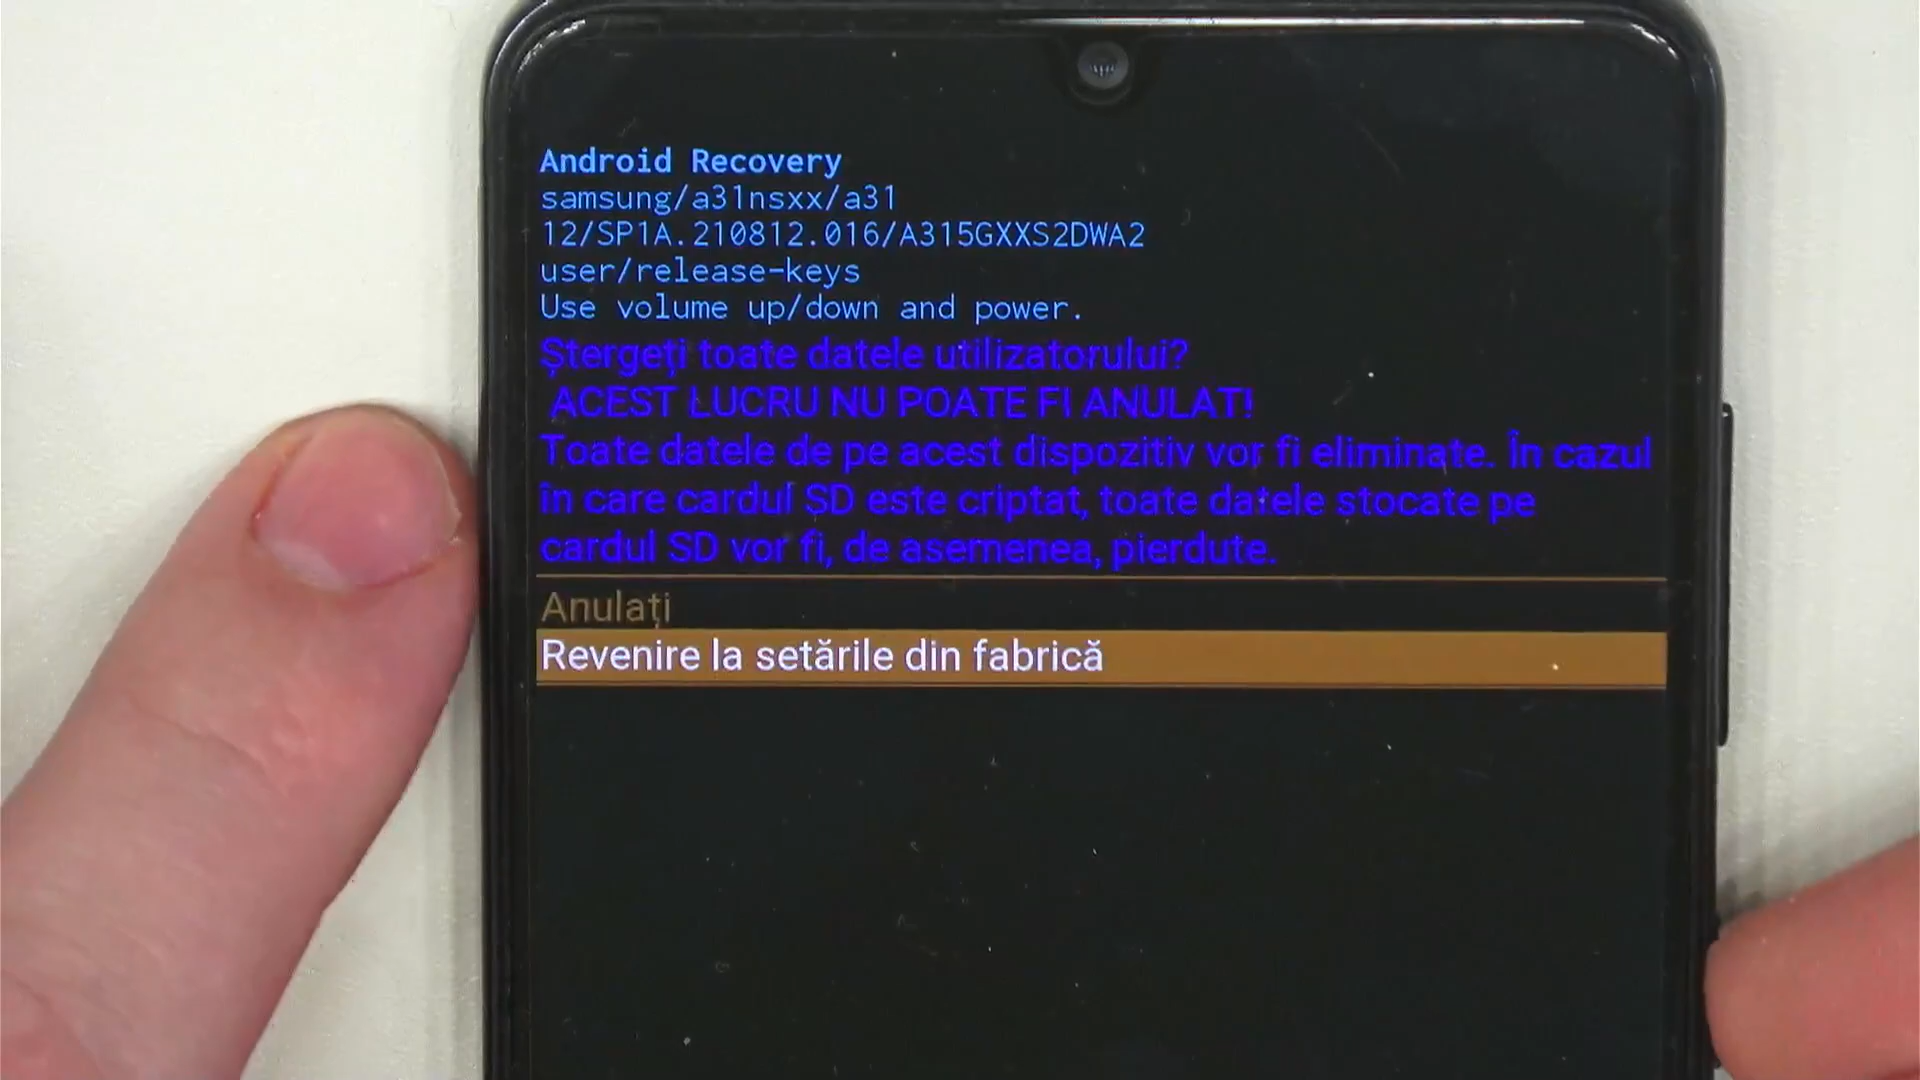 Android Recovery
samsung/a31nsxx/a31
12/SP1A.210812.016/A315GXXS2DWA2
user/release-keys
Use volume up/down and power.
Ștergeți toate datele utilizatorului?
ACEST LUCRU NU POATE FI ANULAT!
Toate datele de pe acest dispozitiv vor fi eliminate. În cazul
în care cardul SD este criptat, toate datele stocate pe
cardul SD vor fi, de asemenea, pierdute.
Anulați
Revenire la setările din fabrică